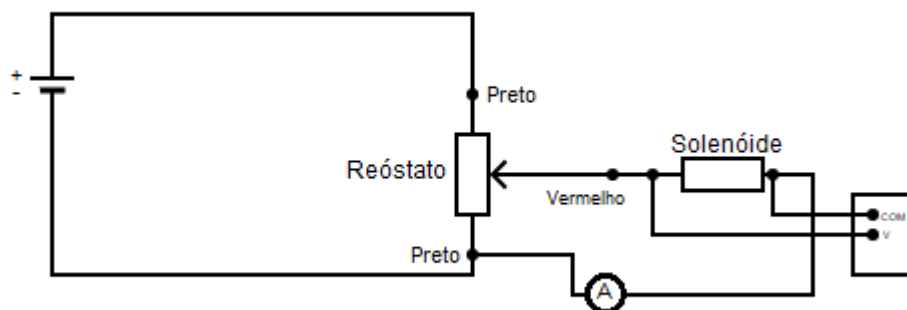 +
-
Preto
Reóstato
Vermelho
Solenóide
COM
V
Preto
A